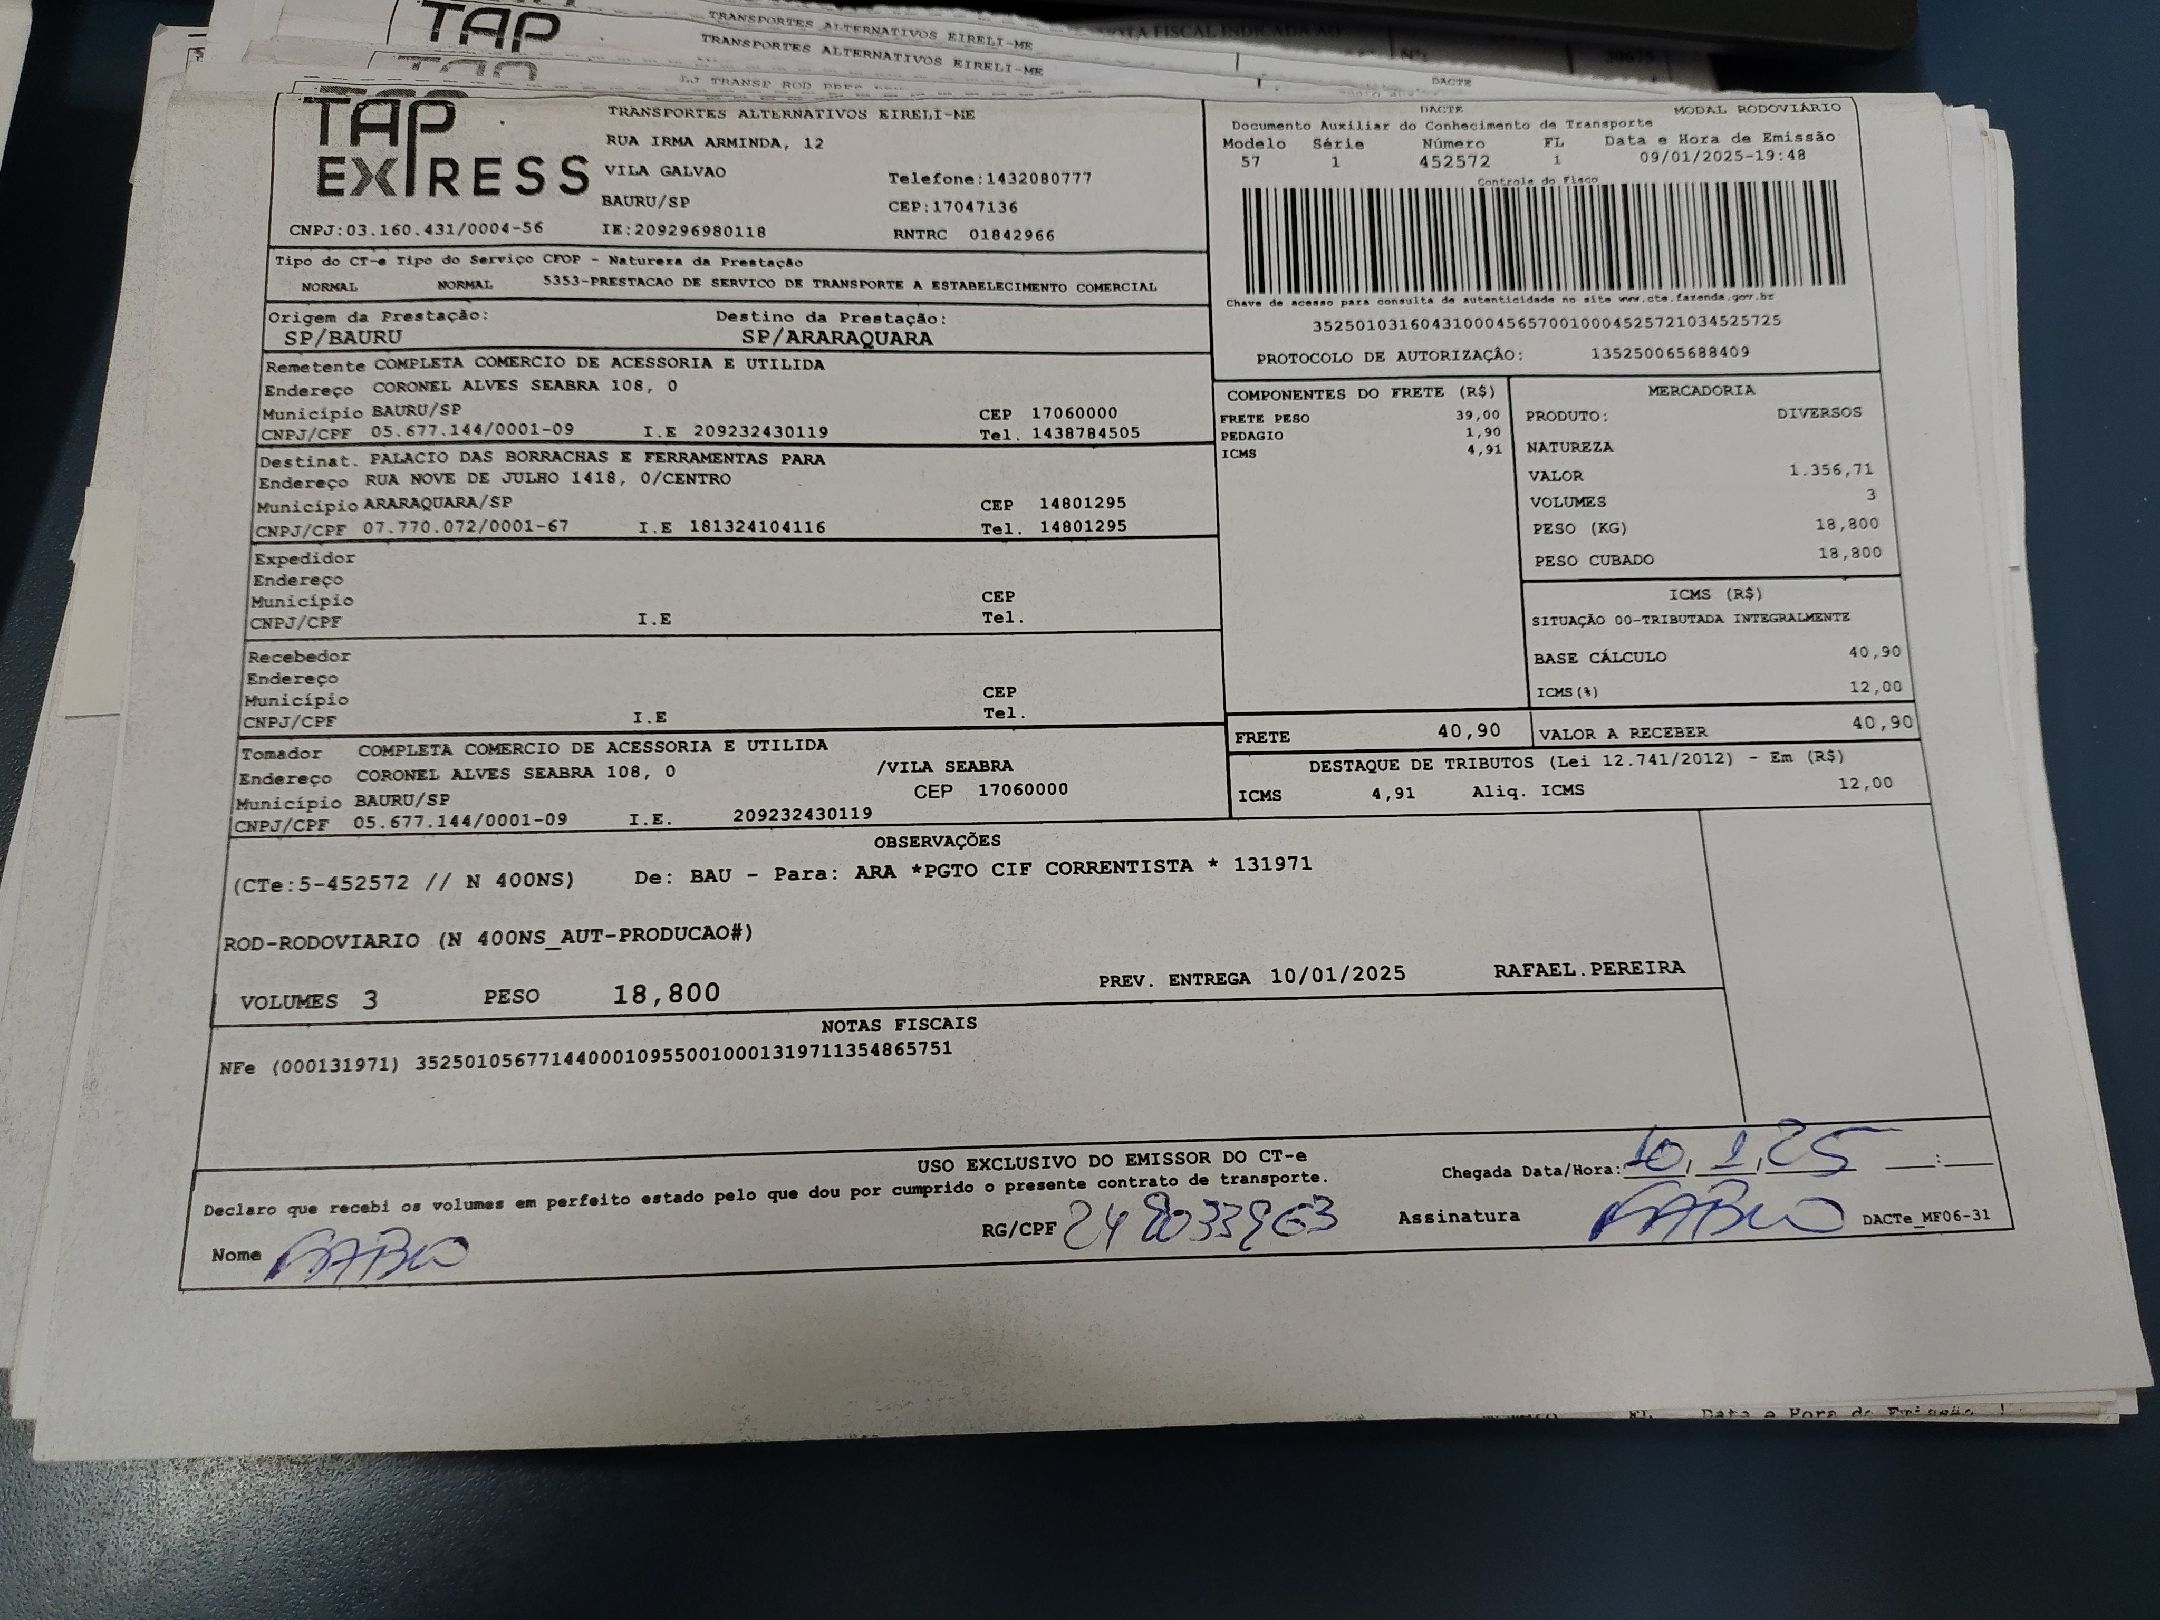 TAP
TRANSPORTES ALTERNATIVOS EIRELI-ME
TRANSPORTES ALTERNATIVOS EIRELI-ME
NOTA FISCAL INDICADA AO
DACTE
TAP EXPRESS
TRANSPORTES ALTERNATIVOS EIRELI-ME
RUA IRMA ARMINDA, 12
VILA GALVAO Telefone:1432080777
BAURU/SP CEP:17047136
CNPJ:03.160.431/0004-56 IE:209296980118 RNTRC 01842966
DACTE MODAL RODOVIÁRIO
Documento Auxiliar do Conhecimento de Transporte
Modelo Série Número FL Data e Hora de Emissão
57 1 452572 1 09/01/2025-19:48
Controle do Fisco
Chave de acesso para consulta de autenticidade no site www.cte.fazenda.gov.br
35250103160431000456570010004525721034525725
PROTOCOLO DE AUTORIZAÇÃO: 135250065688409
Tipo do CT-e Tipo do Serviço CFOP - Natureza da Prestação
NORMAL NORMAL 5353-PRESTACAO DE SERVICO DE TRANSPORTE A ESTABELECIMENTO COMERCIAL
Origem da Prestação: Destino da Prestação:
SP/BAURU SP/ARARAQUARA
Remetente COMPLETA COMERCIO DE ACESSORIA E UTILIDA
Endereço CORONEL ALVES SEABRA 108, 0
Município BAURU/SP CEP 17060000
CNPJ/CPF 05.677.144/0001-09 I.E 209232430119 Tel. 1438784505
Destinat. PALACIO DAS BORRACHAS E FERRAMENTAS PARA
Endereço RUA NOVE DE JULHO 1418, 0/CENTRO
Município ARARAQUARA/SP CEP 14801295
CNPJ/CPF 07.770.072/0001-67 I.E 181324104116 Tel. 14801295
Expedidor
Endereço
Município CEP
CNPJ/CPF I.E Tel.
Recebedor
Endereço
Município CEP
CNPJ/CPF I.E Tel.
Tomador COMPLETA COMERCIO DE ACESSORIA E UTILIDA
Endereço CORONEL ALVES SEABRA 108, 0 /VILA SEABRA
Município BAURU/SP CEP 17060000
CNPJ/CPF 05.677.144/0001-09 I.E. 209232430119
COMPONENTES DO FRETE (R$)
FRETE PESO 39,00
PEDAGIO 1,90
ICMS 4,91
MERCADORIA
PRODUTO: DIVERSOS
NATUREZA
VALOR 1.356,71
VOLUMES 3
PESO (KG) 18,800
PESO CUBADO 18,800
ICMS (R$)
SITUAÇÃO 00-TRIBUTADA INTEGRALMENTE
BASE CÁLCULO 40,90
ICMS(%) 12,00
FRETE 40,90 VALOR A RECEBER 40,90
DESTAQUE DE TRIBUTOS (Lei 12.741/2012) - Em (R$)
ICMS 4,91 Aliq. ICMS 12,00
OBSERVAÇÕES
(CTe:5-452572 // N 400NS) De: BAU - Para: ARA *PGTO CIF CORRENTISTA * 131971
ROD-RODOVIARIO (N 400NS_AUT-PRODUCAO#)
VOLUMES 3 PESO 18,800 PREV. ENTREGA 10/01/2025 RAFAEL.PEREIRA
NOTAS FISCAIS
NFe (000131971) 35250105677144000109550010001319711354865751
USO EXCLUSIVO DO EMISSOR DO CT-e
Declaro que recebi os volumes em perfeito estado pelo que dou por cumprido o presente contrato de transporte.
Chegada Data/Hora: 10, 1, 25 ___:___
Nome FABIO RG/CPF Assinatura FABIO DACTe_MF06-31
FL Data e Hora de Emissão